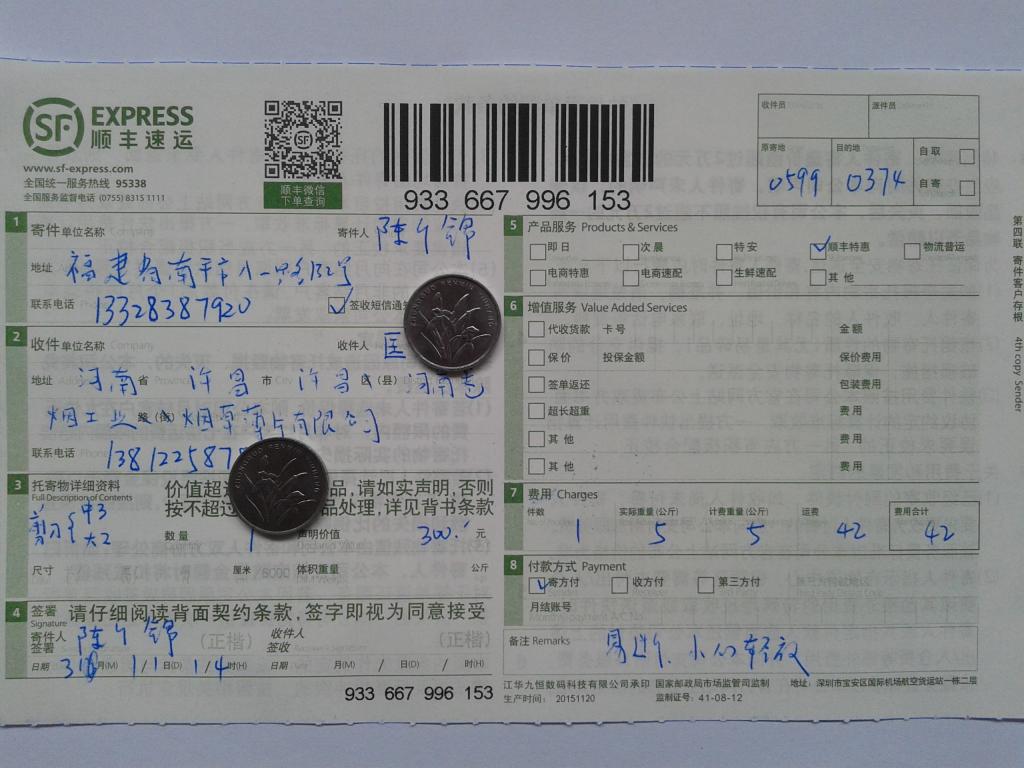 SF EXPRESS
顺丰速运
www.sf-express.com
全国统一服务热线 95338
全国服务监督电话 (0755) 8315 1111
顺丰微信
下单查询
933 667 996 153
收件员 派件员
原寄地 目的地 自取
0599 0374 自寄
1 寄件 单位名称 寄件人 陈 锦
地址 福建省南平市八一路 号
联系电话 13328387920 签收短信通知
2 收件 单位名称 收件人 匡
地址 河南 省 许昌 市 许昌 区(县) 河南
烟工业 烟草薄片有限公司
联系电话 138122587
3 托寄物详细资料 价值超 品,请如实声明,否则
Full Description of Contents 按不超过 品处理,详见背书条款
剪刀 中3
大2
数量 1 声明价值 300 元
尺寸 厘米 6000 体积重量 公斤
4 签署 请仔细阅读背面契约条款,签字即视为同意接受
Signature
寄件人 陈 锦 (正楷) 收件人 (正楷)
签署 签收
日期 月(M) 11 日(D) 14 时(H) 日期 月(M) / 日(D) / 时(H)
933 667 996 153
5 产品服务 Products & Services
即日 次晨 特安 顺丰特惠 物流普运
电商特惠 电商速配 生鲜速配 其他
6 增值服务 Value Added Services
代收货款 卡号 金额
保价 投保金额 保价费用
签单返还 包装费用
超长超重 费用
其他 费用
其他 费用
7 费用 Charges
件数 实际重量(公斤) 计费重量(公斤) 运费 费用合计
1 5 5 42 42
8 付款方式 Payment
寄方付 收方付 第三方付
月结账号
备注 Remarks 小心轻放
江华九恒数码科技有限公司承印 国家邮政局市场监管司监制 地址:深圳市宝安区国际机场航空货运站一栋二层
生产时间:20151120 监制证号:41-08-12
第四联 寄件客户存根 4th copy Sender